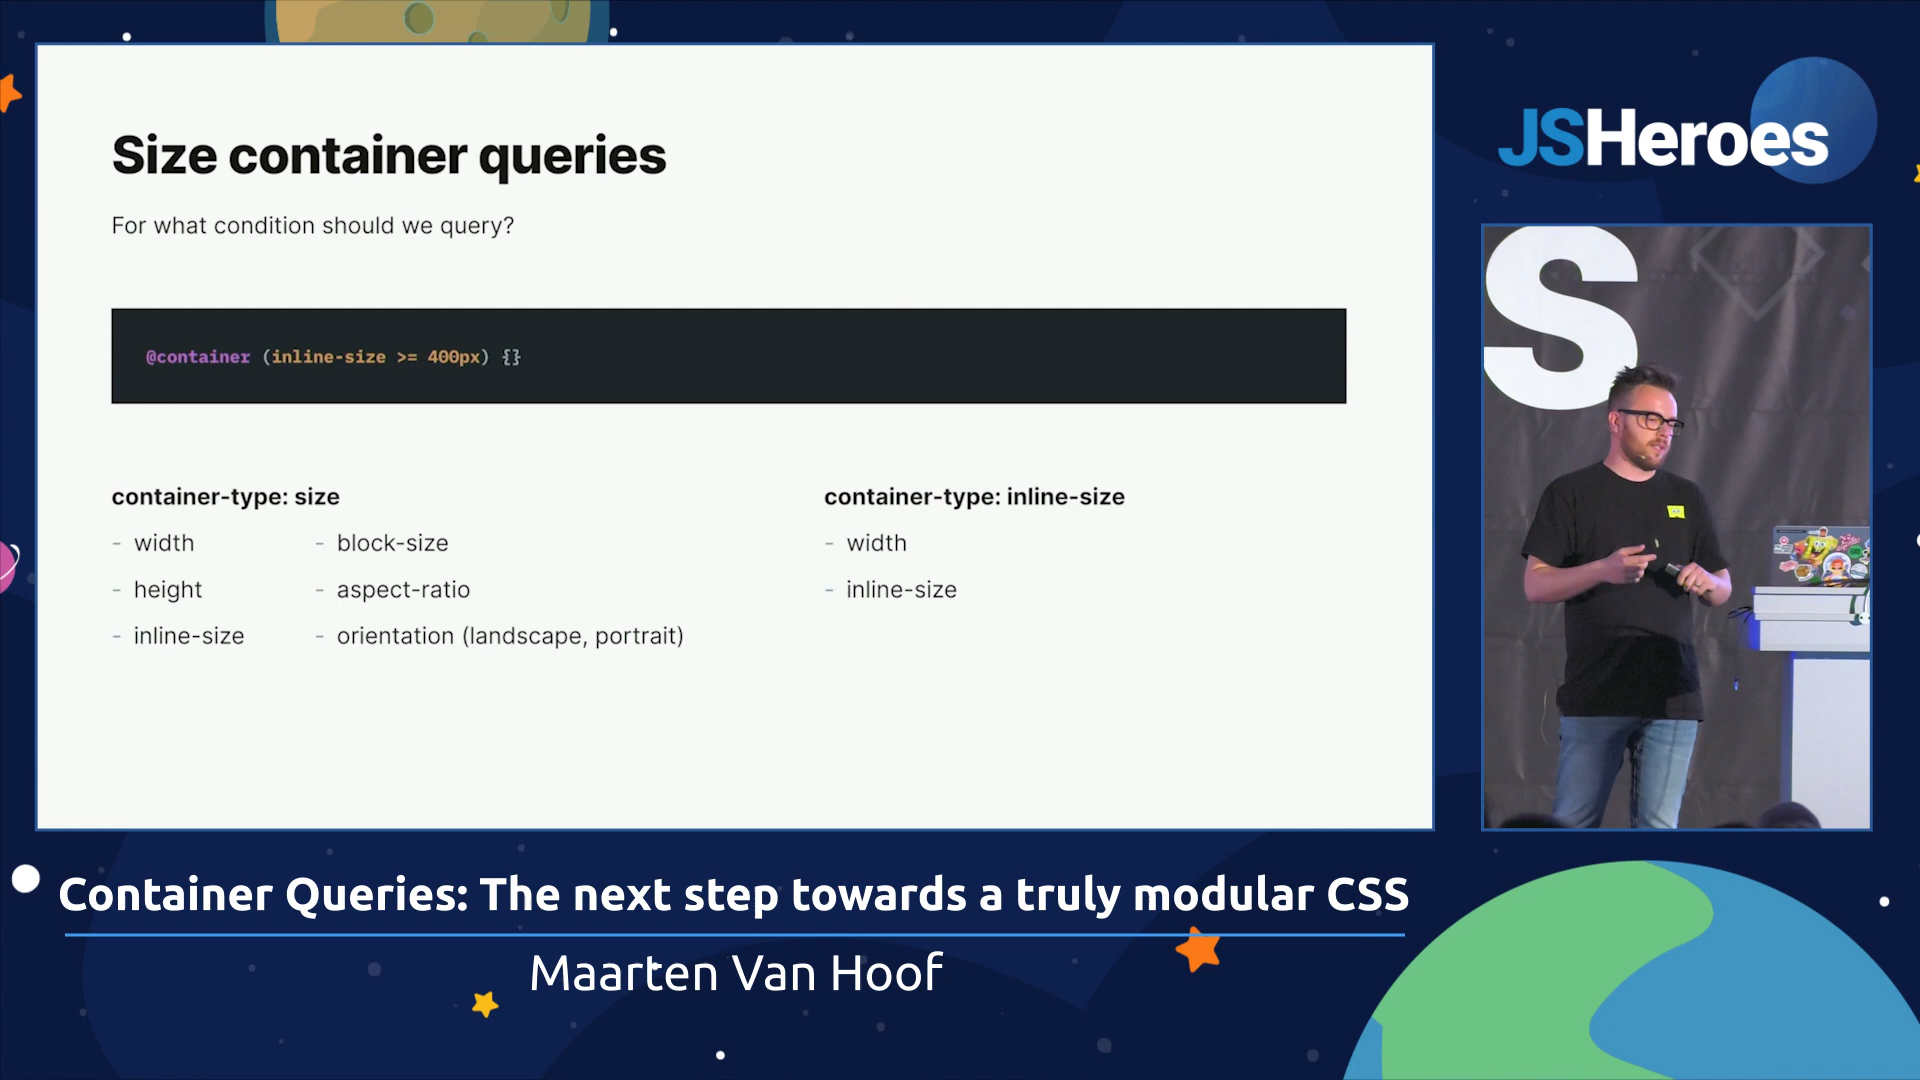 Size container queries
For what condition should we query?
@container (inline-size >= 400px) {}
container-type: size
- width
- height
- inline-size
- block-size
- aspect-ratio
- orientation (landscape, portrait)
container-type: inline-size
- width
- inline-size
JSHeroes
S
Container Queries: The next step towards a truly modular CSS
Maarten Van Hoof